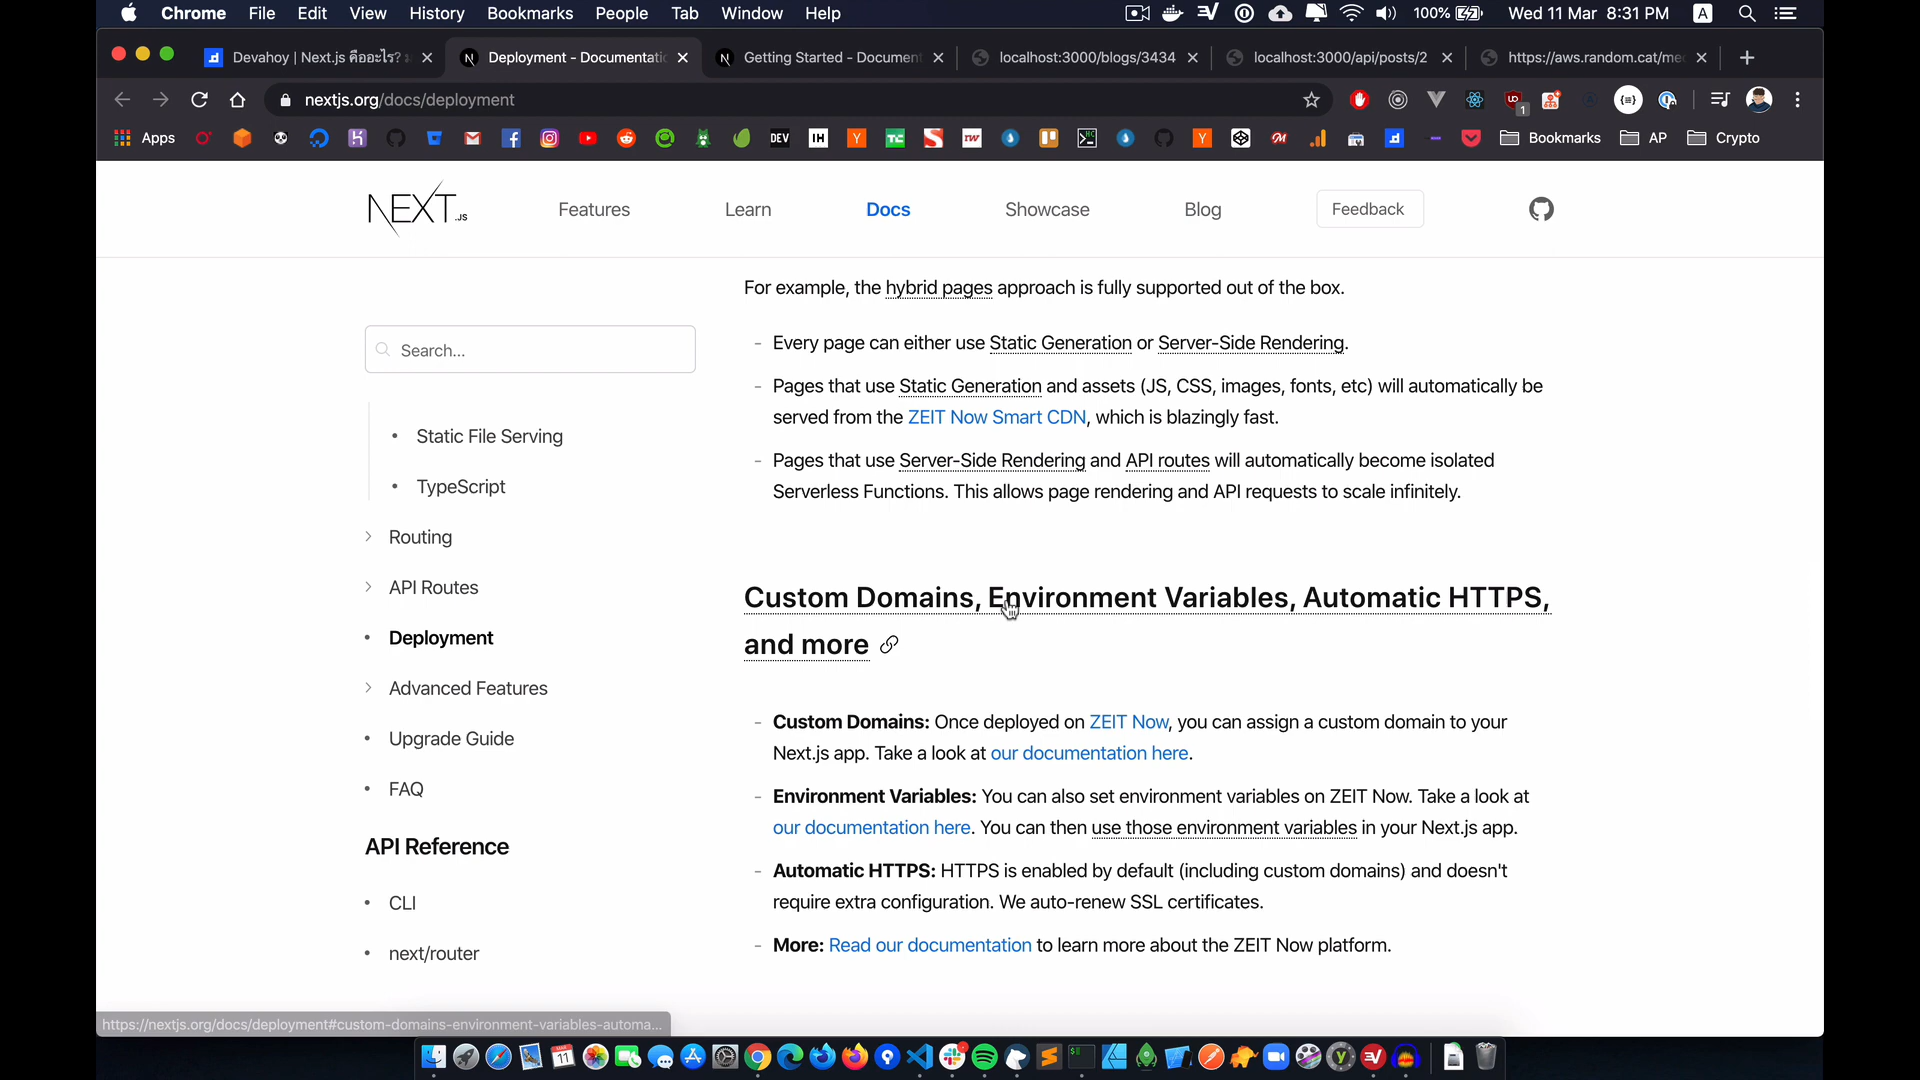 Chrome File Edit View History Bookmarks People Tab Window Help 100% Wed 11 Mar 8:31 PM A
Devahoy | Next.js คืออะไร?
Deployment - Documentatio
Getting Started - Document
localhost:3000/blogs/3434
localhost:3000/api/posts/2
https://aws.random.cat/me
nextjs.org/docs/deployment
Apps
DEV
IH
Bookmarks
AP
Crypto
NEXT.JS
Features
Learn
Docs
Showcase
Blog
Feedback
Search...
Static File Serving
TypeScript
Routing
API Routes
Deployment
Advanced Features
Upgrade Guide
FAQ
API Reference
CLI
next/router
For example, the hybrid pages approach is fully supported out of the box.
- Every page can either use Static Generation or Server-Side Rendering.
- Pages that use Static Generation and assets (JS, CSS, images, fonts, etc) will automatically be
served from the ZEIT Now Smart CDN, which is blazingly fast.
- Pages that use Server-Side Rendering and API routes will automatically become isolated
Serverless Functions. This allows page rendering and API requests to scale infinitely.
Custom Domains, Environment Variables, Automatic HTTPS,
and more
- Custom Domains: Once deployed on ZEIT Now, you can assign a custom domain to your
Next.js app. Take a look at our documentation here.
- Environment Variables: You can also set environment variables on ZEIT Now. Take a look at
our documentation here. You can then use those environment variables in your Next.js app.
- Automatic HTTPS: HTTPS is enabled by default (including custom domains) and doesn't
require extra configuration. We auto-renew SSL certificates.
- More: Read our documentation to learn more about the ZEIT Now platform.
https://nextjs.org/docs/deployment#custom-domains-environment-variables-automa...